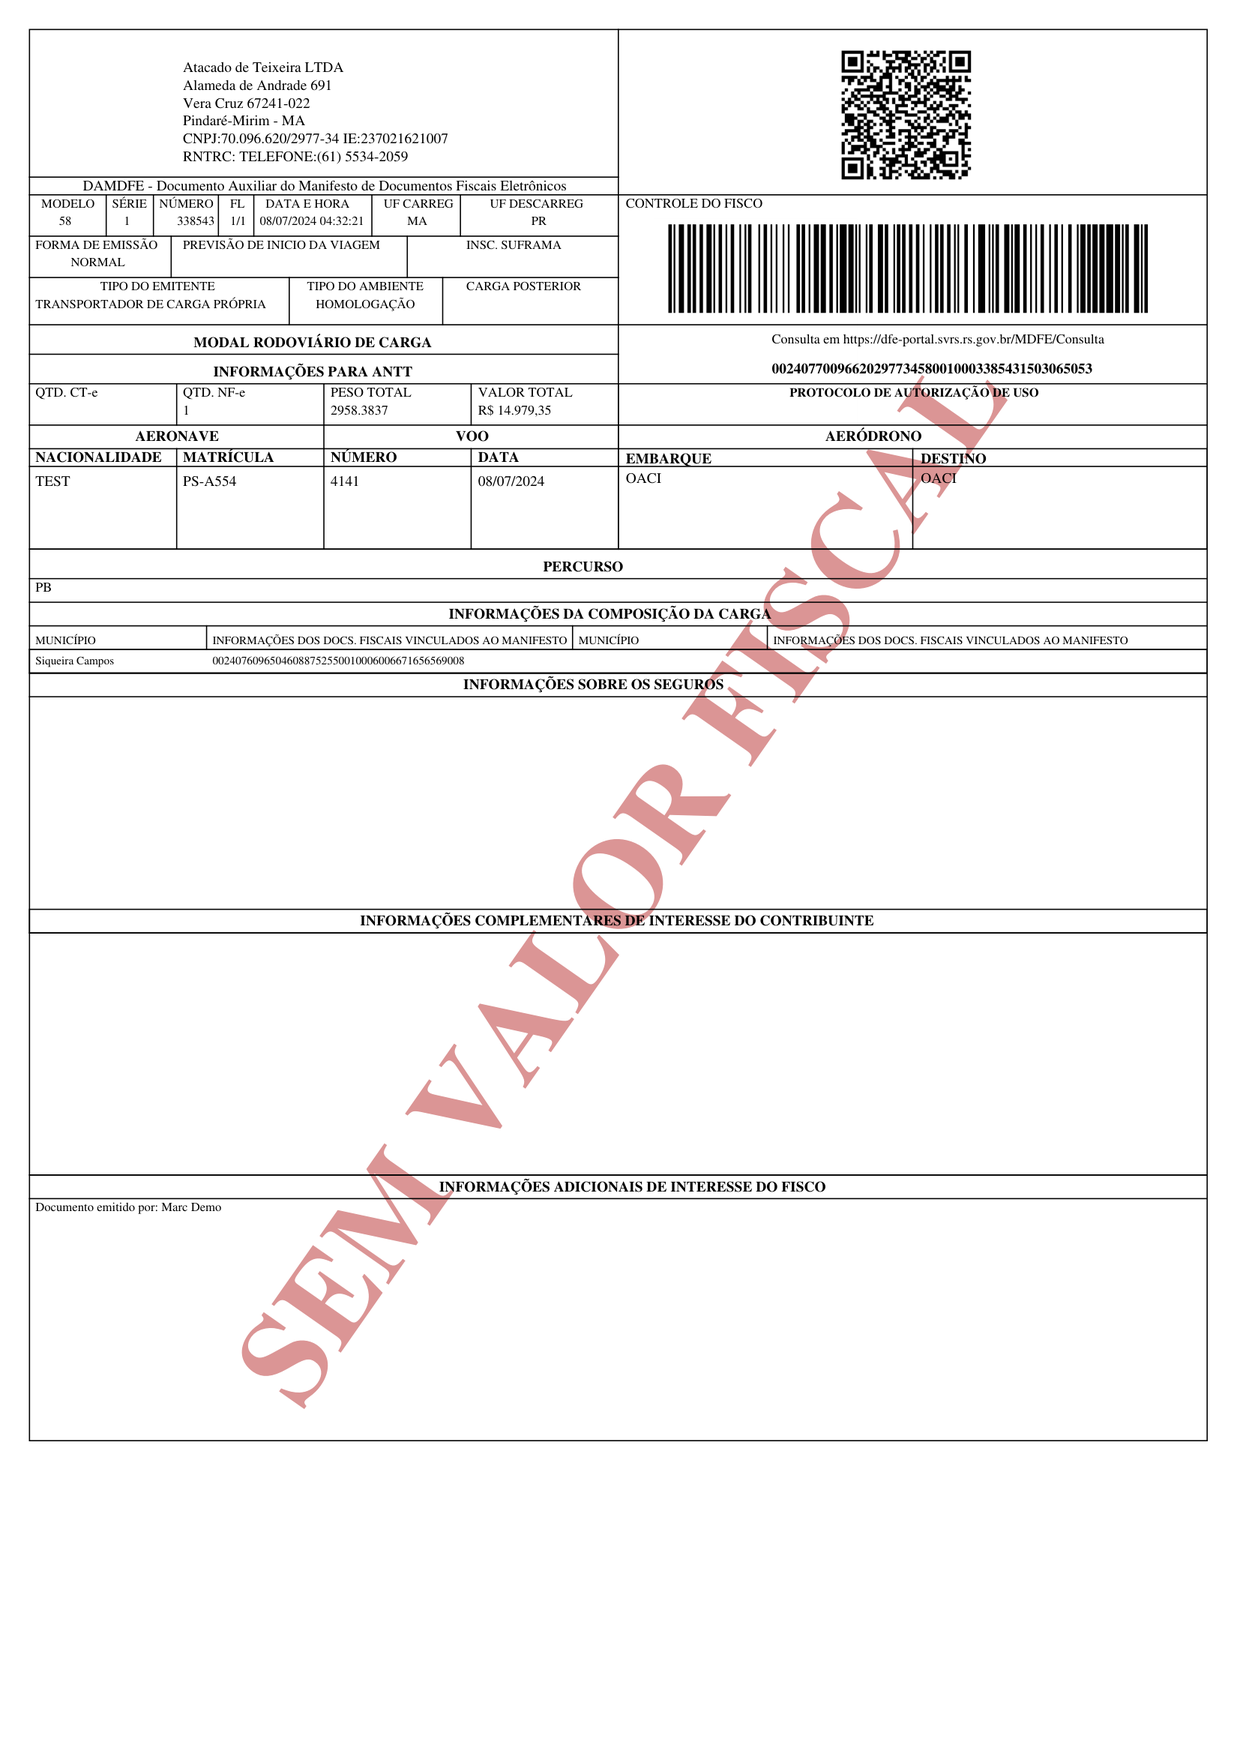 Atacado de Teixeira LTDA
Alameda de Andrade 691
Vera Cruz 67241-022
Pindaré-Mirim - MA
CNPJ:70.096.620/2977-34 IE:237021621007
RNTRC: TELEFONE:(61) 5534-2059
DAMDFE - Documento Auxiliar do Manifesto de Documentos Fiscais Eletrônicos
MODELO SÉRIE NÚMERO FL DATA E HORA UF CARREG UF DESCARREG
58 1 338543 1/1 08/07/2024 04:32:21 MA PR
FORMA DE EMISSÃO PREVISÃO DE INICIO DA VIAGEM INSC. SUFRAMA
NORMAL
TIPO DO EMITENTE TIPO DO AMBIENTE CARGA POSTERIOR
TRANSPORTADOR DE CARGA PRÓPRIA HOMOLOGAÇÃO
CONTROLE DO FISCO
Consulta em https://dfe-portal.svrs.rs.gov.br/MDFE/Consulta
00240770096620297734580010003385431503065053
MODAL RODOVIÁRIO DE CARGA
INFORMAÇÕES PARA ANTT
QTD. CT-e QTD. NF-e PESO TOTAL VALOR TOTAL PROTOCOLO DE AUTORIZAÇÃO DE USO
1 2958.3837 R$ 14.979,35
AERONAVE VOO AERÓDRONO
NACIONALIDADE MATRÍCULA NÚMERO DATA EMBARQUE DESTINO
TEST PS-A554 4141 08/07/2024 OACI OACI
PERCURSO
PB
INFORMAÇÕES DA COMPOSIÇÃO DA CARGA
MUNICÍPIO INFORMAÇÕES DOS DOCS. FISCAIS VINCULADOS AO MANIFESTO MUNICÍPIO INFORMAÇÕES DOS DOCS. FISCAIS VINCULADOS AO MANIFESTO
Siqueira Campos 00240760965046088752550010006006671656569008
INFORMAÇÕES SOBRE OS SEGUROS
INFORMAÇÕES COMPLEMENTARES DE INTERESSE DO CONTRIBUINTE
INFORMAÇÕES ADICIONAIS DE INTERESSE DO FISCO
Documento emitido por: Marc Demo
SEM VALOR FISCAL